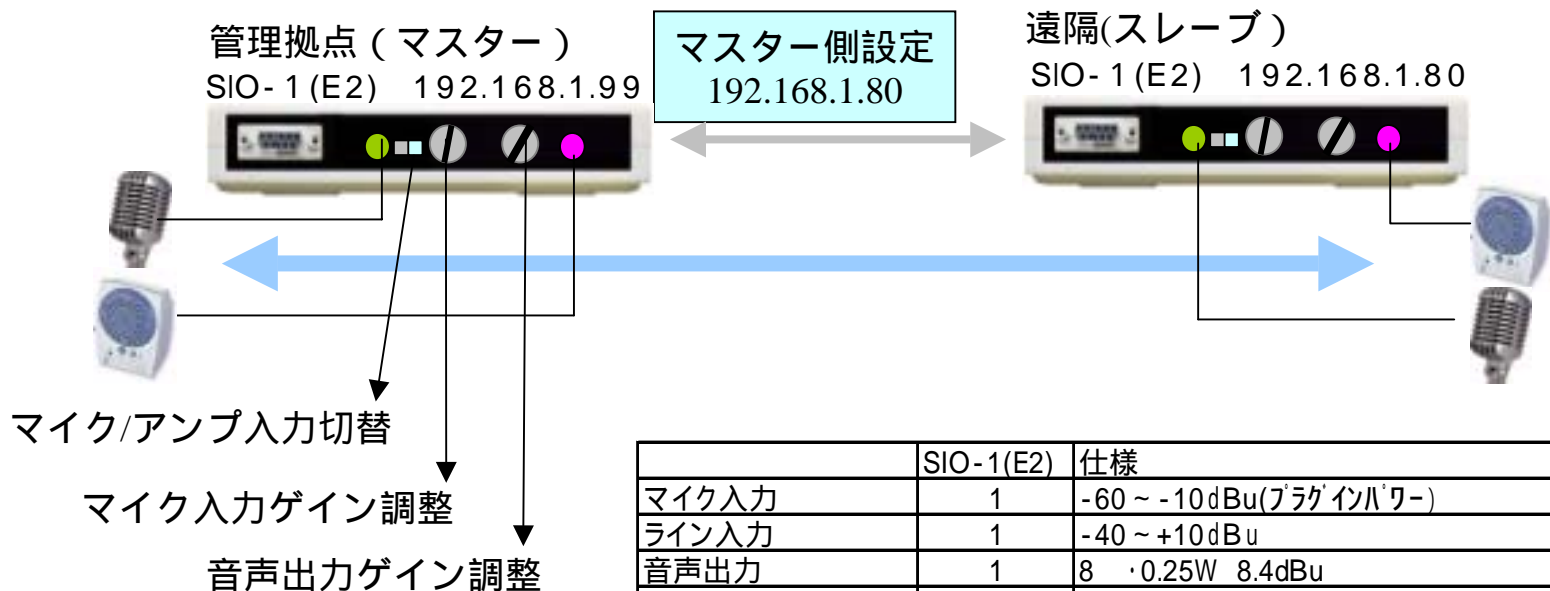 管理拠点（マスター）
SIO-1(E2) 192.168.1.99
マスター側設定
192.168.1.80
遠隔(スレーブ）
SIO-1(E2) 192.168.1.80
マイク/アンプ入力切替
マイク入力ゲイン調整
音声出力ゲイン調整
SIO-1(E2) 仕様
マイク入力 1 -60～-10dBu(ﾌﾟﾗｸﾞｲﾝﾊﾟﾜｰ)
ライン入力 1 -40～+10dBu
音声出力 1 8 ･0.25W 8.4dBu